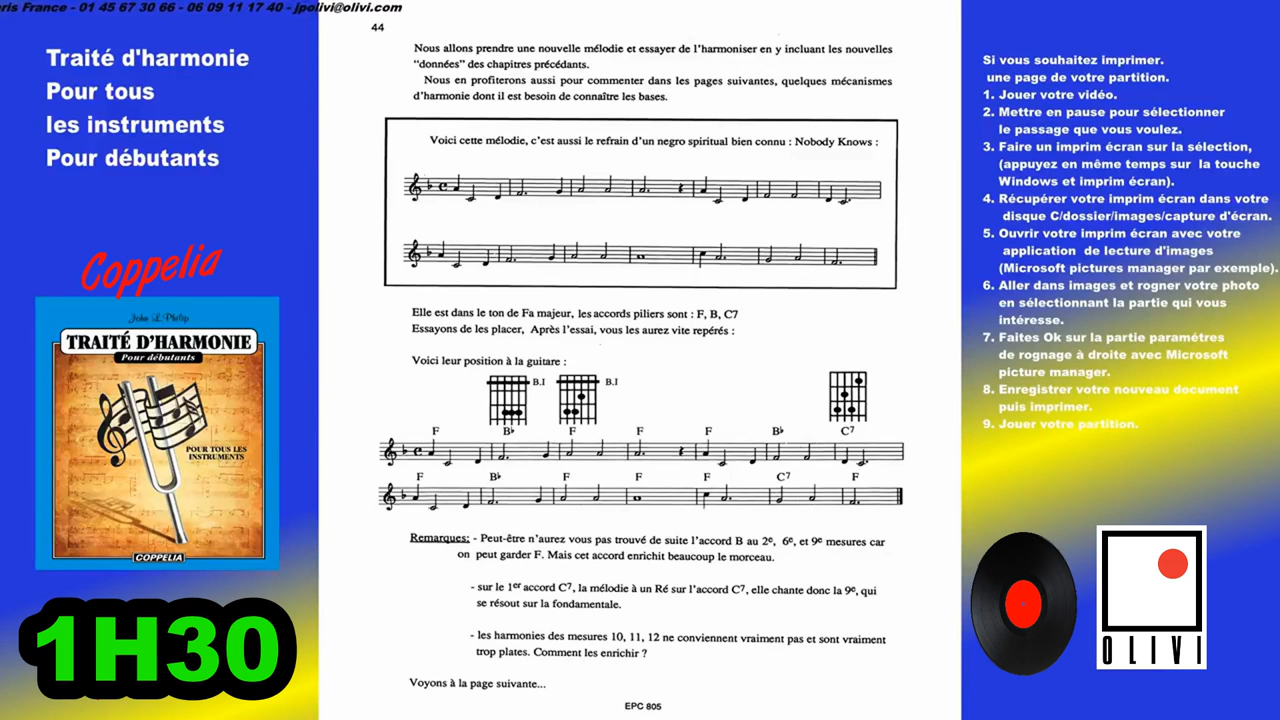 ris France - 01 45 67 30 66 - 06 09 11 17 40 - jpolivi@olivi.com
Traité d'harmonie
Pour tous
les instruments
Pour débutants
Coppelia
John L. Philip
TRAITÉ D'HARMONIE
Pour débutants
POUR TOUS LES
INSTRUMENTS
COPPELIA
1H30
44
Nous allons prendre une nouvelle mélodie et essayer de l'harmoniser en y incluant les nouvelles
"données" des chapitres précédants.
Nous en profiterons aussi pour commenter dans les pages suivantes, quelques mécanismes
d'harmonie dont il est besoin de connaître les bases.
Voici cette mélodie, c'est aussi le refrain d'un negro spiritual bien connu : Nobody Knows :
Elle est dans le ton de Fa majeur, les accords piliers sont : F, B, C7
Essayons de les placer, Après l'essai, vous les aurez vite repérés :
Voici leur position à la guitare :
B.I B.I
F B♭ F F F B♭ C7
F B♭ F F F C7 F
Remarques: - Peut-être n'aurez vous pas trouvé de suite l'accord B au 2e, 6e, et 9e mesures car
on peut garder F. Mais cet accord enrichit beaucoup le morceau.
- sur le 1er accord C7, la mélodie à un Ré sur l'accord C7, elle chante donc la 9e, qui
se résout sur la fondamentale.
- les harmonies des mesures 10, 11, 12 ne conviennent vraiment pas et sont vraiment
trop plates. Comment les enrichir ?
Voyons à la page suivante...
EPC 805
Si vous souhaitez imprimer.
une page de votre partition.
1. Jouer votre vidéo.
2. Mettre en pause pour sélectionner
le passage que vous voulez.
3. Faire un imprim écran sur la sélection,
(appuyez en même temps sur la touche
Windows et imprim écran).
4. Récupérer votre imprim écran dans votre
disque C/dossier/images/capture d'écran.
5. Ouvrir votre imprim écran avec votre
application de lecture d'images
(Microsoft pictures manager par exemple).
6. Aller dans images et rogner votre photo
en sélectionnant la partie qui vous
intéresse.
7. Faites Ok sur la partie paramétres
de rognage à droite avec Microsoft
picture manager.
8. Enregistrer votre nouveau document
puis imprimer.
9. Jouer votre partition.
OLIVI